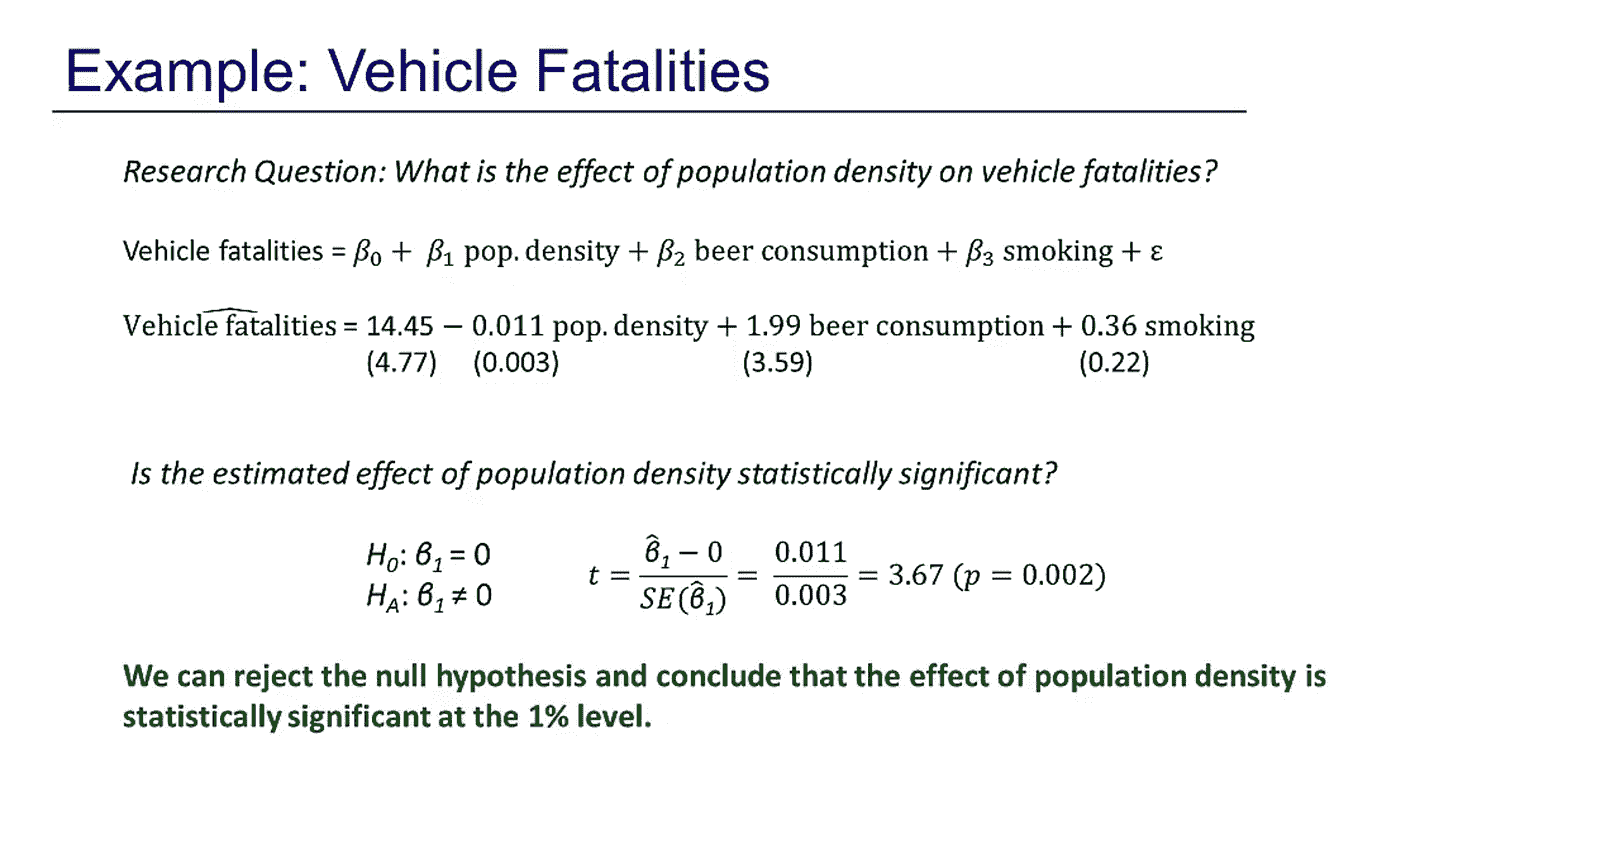 Example: Vehicle Fatalities
Research Question: What is the effect of population density on vehicle fatalities?
Vehicle fatalities = β₀ + β₁ pop. density + β₂ beer consumption + β₃ smoking + ε
Vehicle fatalities = 14.45 − 0.011 pop. density + 1.99 beer consumption + 0.36 smoking
(4.77) (0.003) (3.59) (0.22)
Is the estimated effect of population density statistically significant?
H₀: β₁ = 0
Hₐ: β₁ ≠ 0
t = (β̂₁ − 0) / SE(β̂₁) = 0.011 / 0.003 = 3.67 (p = 0.002)
We can reject the null hypothesis and conclude that the effect of population density is
statistically significant at the 1% level.